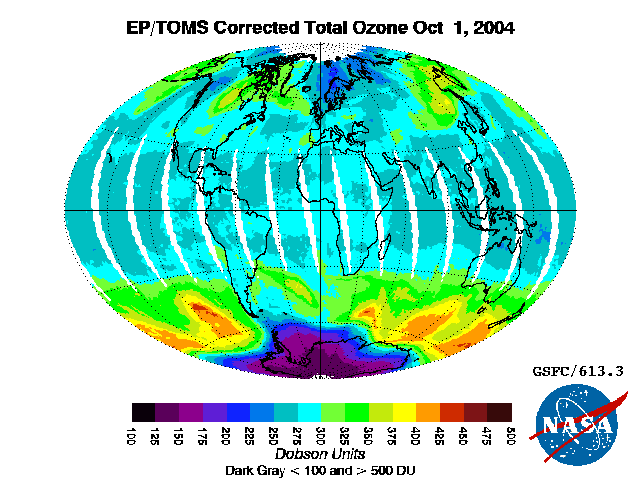 EP/TOMS Corrected Total Ozone Oct 1, 2004
GSFC/613.3
NASA
100 125 150 175 200 225 250 275 300 325 350 375 400 425 450 475 500
Dobson Units
Dark Gray < 100 and > 500 DU